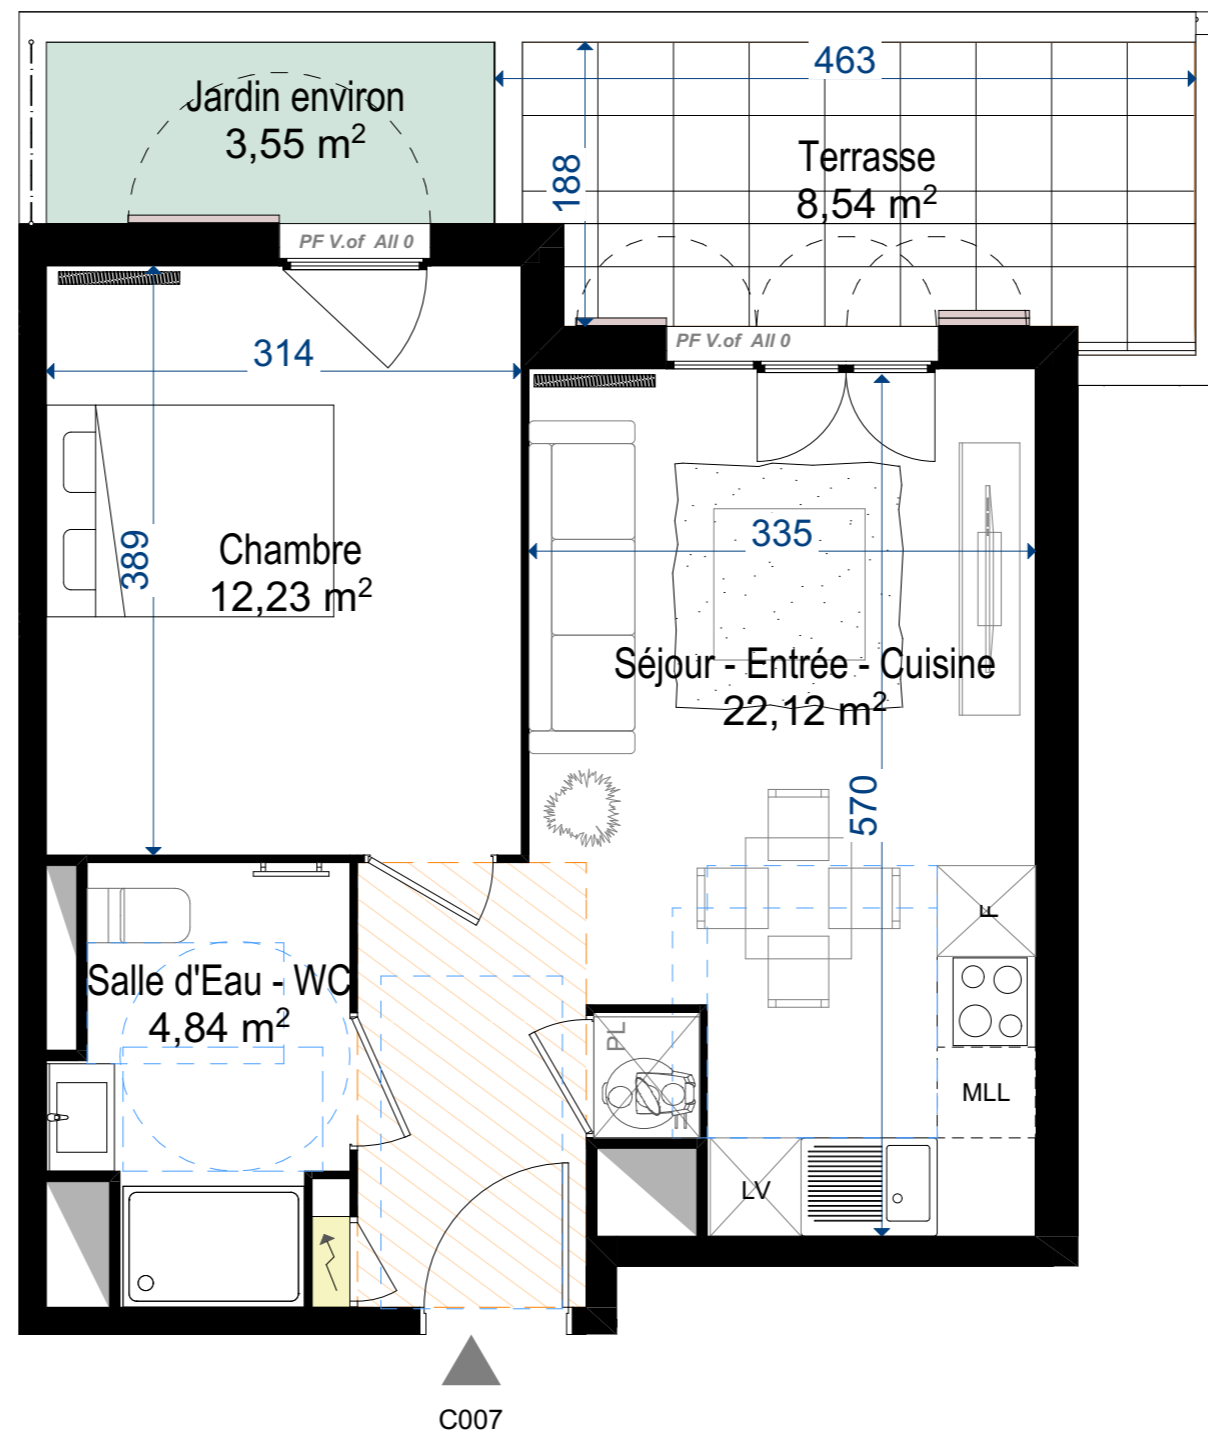 463
Jardin environ
3,55 m²
188
Terrasse
8,54 m²
PF V.of All 0
PF V.of All 0
314
389
335
Chambre
12,23 m²
Séjour - Entrée - Cuisine
22,12 m²
570
F
Salle d'Eau - WC
4,84 m²
PL
MLL
LV
C007